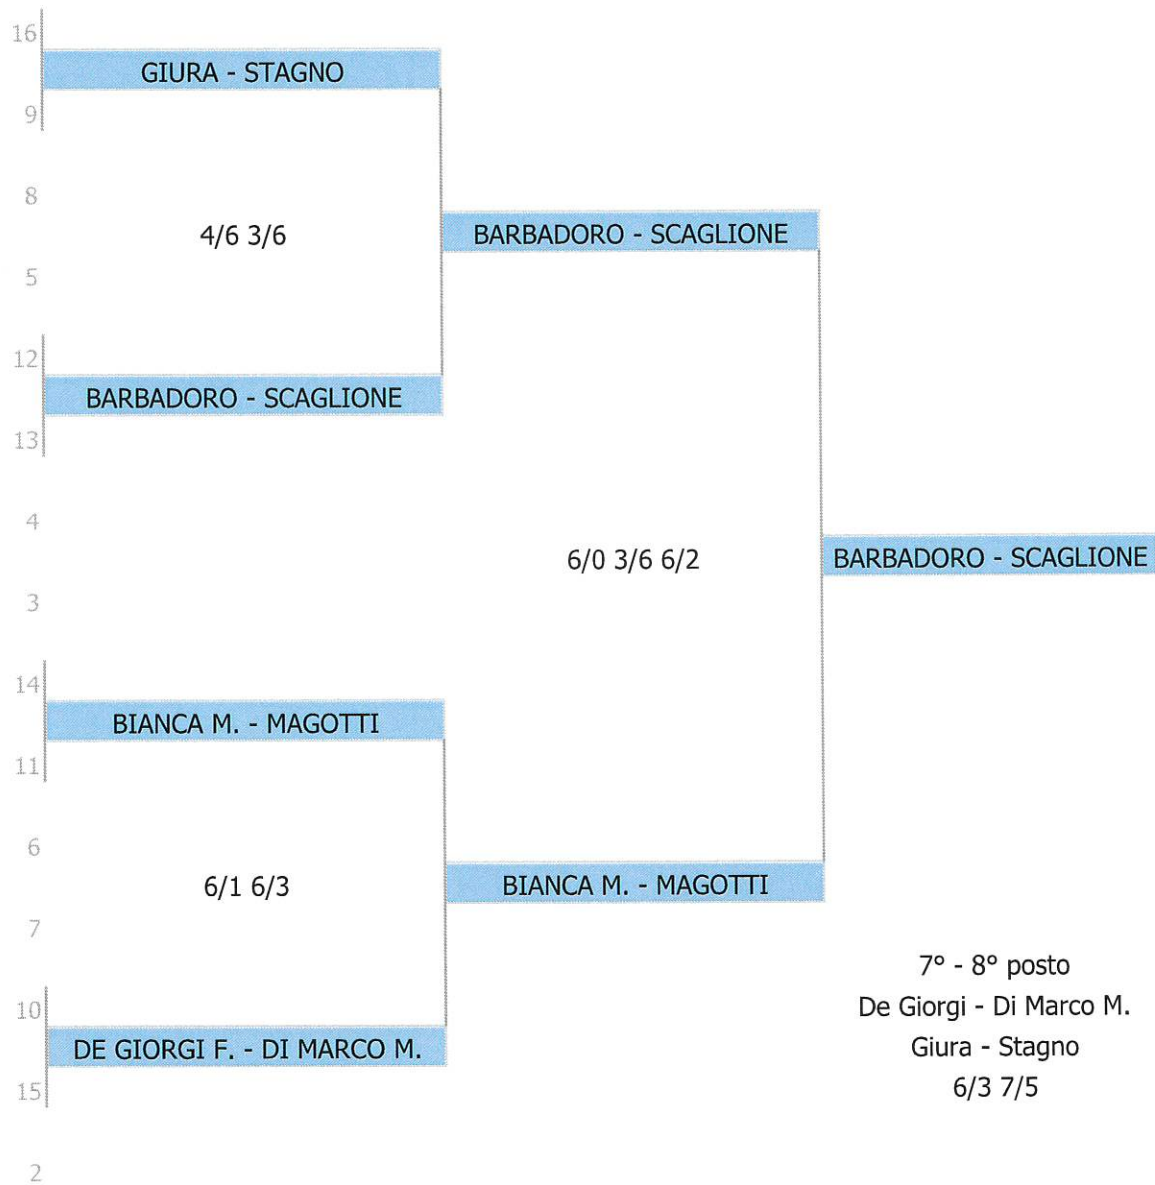 16
GIURA - STAGNO
9
8
4/6 3/6
BARBADORO - SCAGLIONE
5
12
BARBADORO - SCAGLIONE
13
4
6/0 3/6 6/2
BARBADORO - SCAGLIONE
3
14
BIANCA M. - MAGOTTI
11
6
6/1 6/3
BIANCA M. - MAGOTTI
7
7° - 8° posto
De Giorgi - Di Marco M.
Giura - Stagno
6/3 7/5
10
DE GIORGI F. - DI MARCO M.
15
2